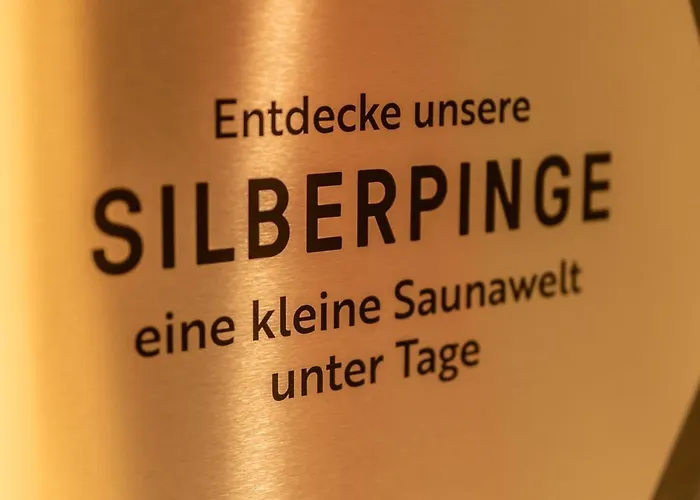 Entdecke unsere
SILBERPINGE
eine kleine Saunawelt
unter Tage